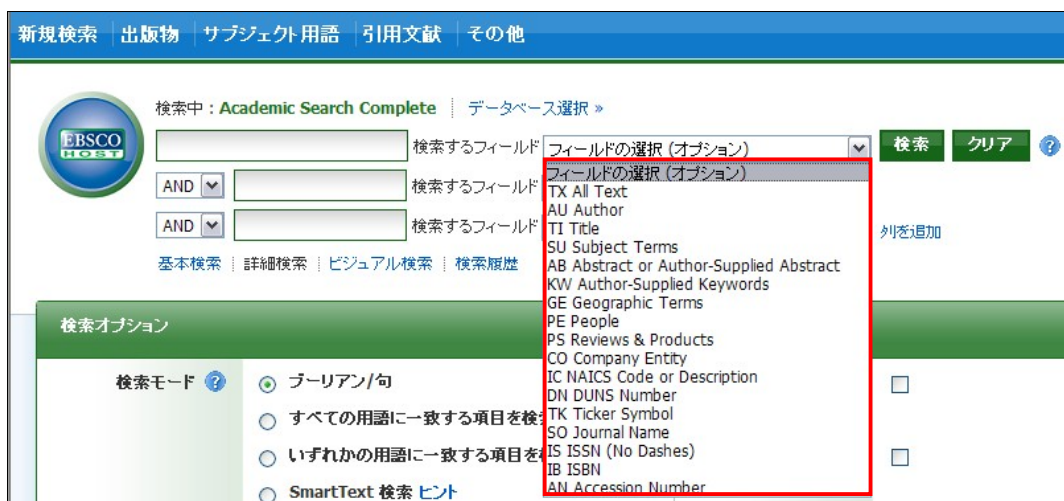 新規検索 出版物 サブジェクト用語 引用文献 その他
検索中 : Academic Search Complete データベース選択 »
EBSCO
HOST
検索するフィールド フィールドの選択 (オプション) 検索 クリア ?
AND 検索するフィールド
AND 検索するフィールド
列を追加
フィールドの選択 (オプション)
TX All Text
AU Author
TI Title
SU Subject Terms
AB Abstract or Author-Supplied Abstract
KW Author-Supplied Keywords
GE Geographic Terms
PE People
PS Reviews & Products
CO Company Entity
IC NAICS Code or Description
DN DUNS Number
TK Ticker Symbol
SO Journal Name
IS ISSN (No Dashes)
IB ISBN
AN Accession Number
基本検索 詳細検索 ビジュアル検索 検索履歴
検索オプション
検索モード ? ブーリアン/句
すべての用語に一致する項目を検
いずれかの用語に一致する項目を
SmartText 検索 ヒント